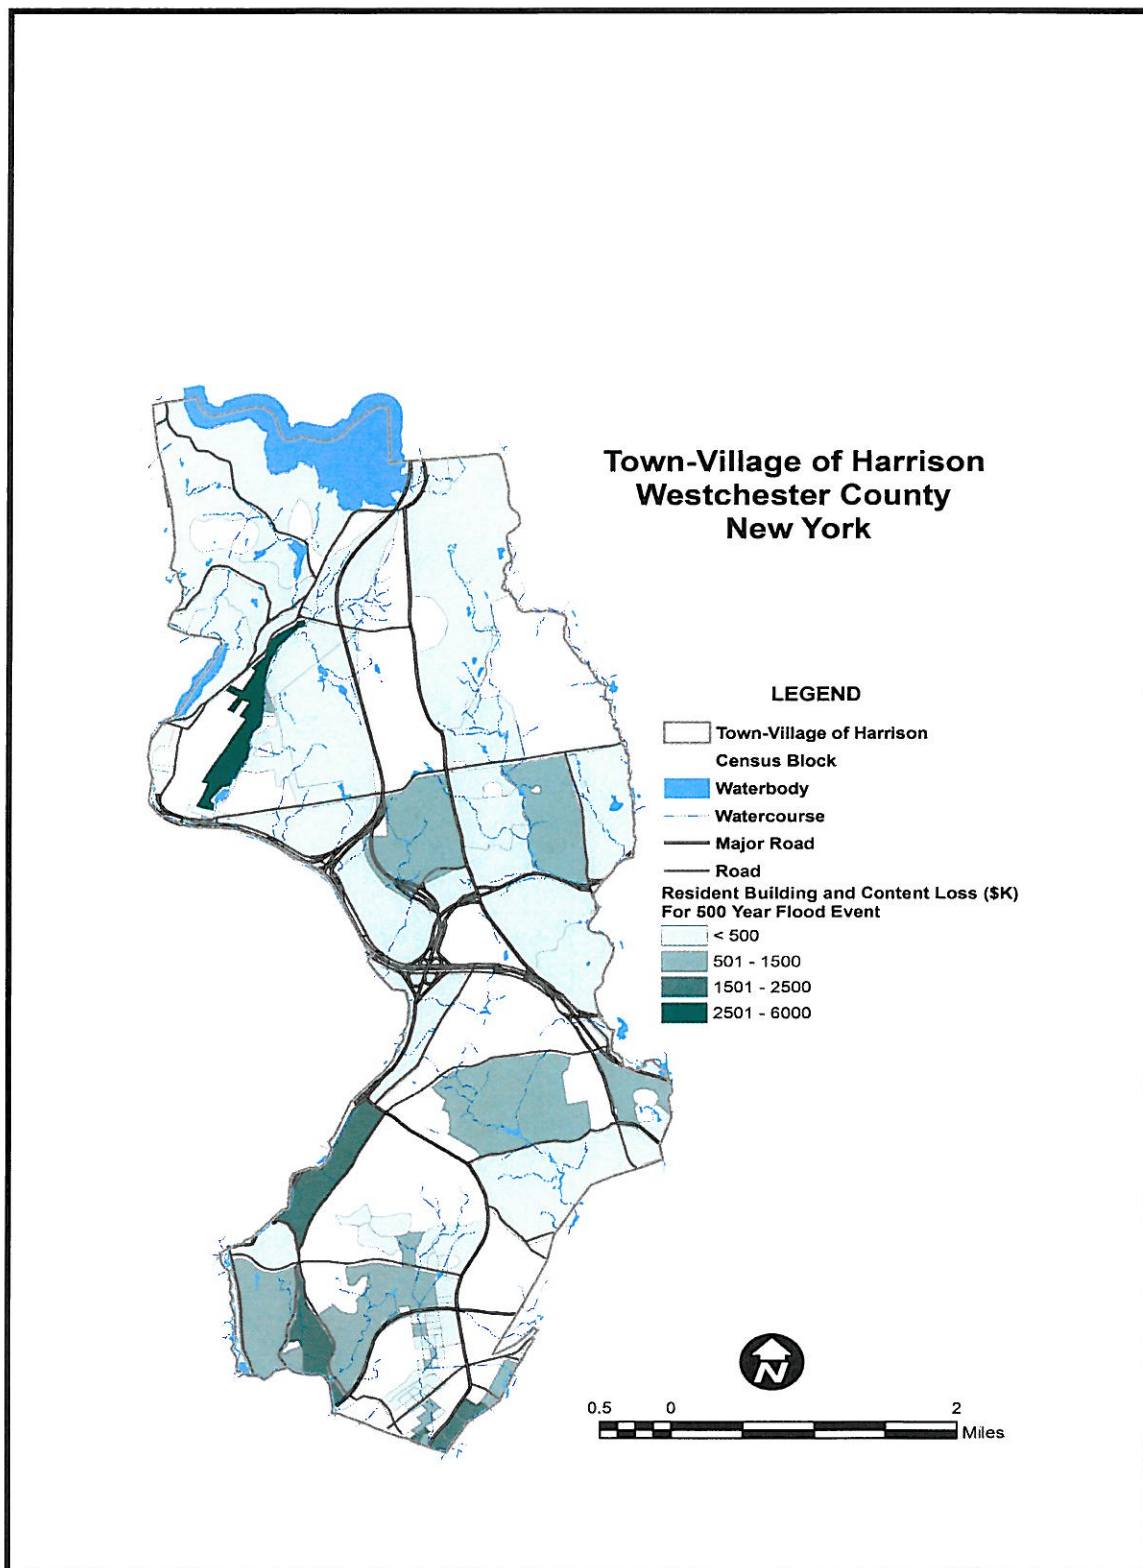 Town-Village of Harrison
Westchester County
New York
LEGEND
Town-Village of Harrison
Census Block
Waterbody
Watercourse
Major Road
Road
Resident Building and Content Loss ($K)
For 500 Year Flood Event
< 500
501 - 1500
1501 - 2500
2501 - 6000
N
0.5 0 2
Miles